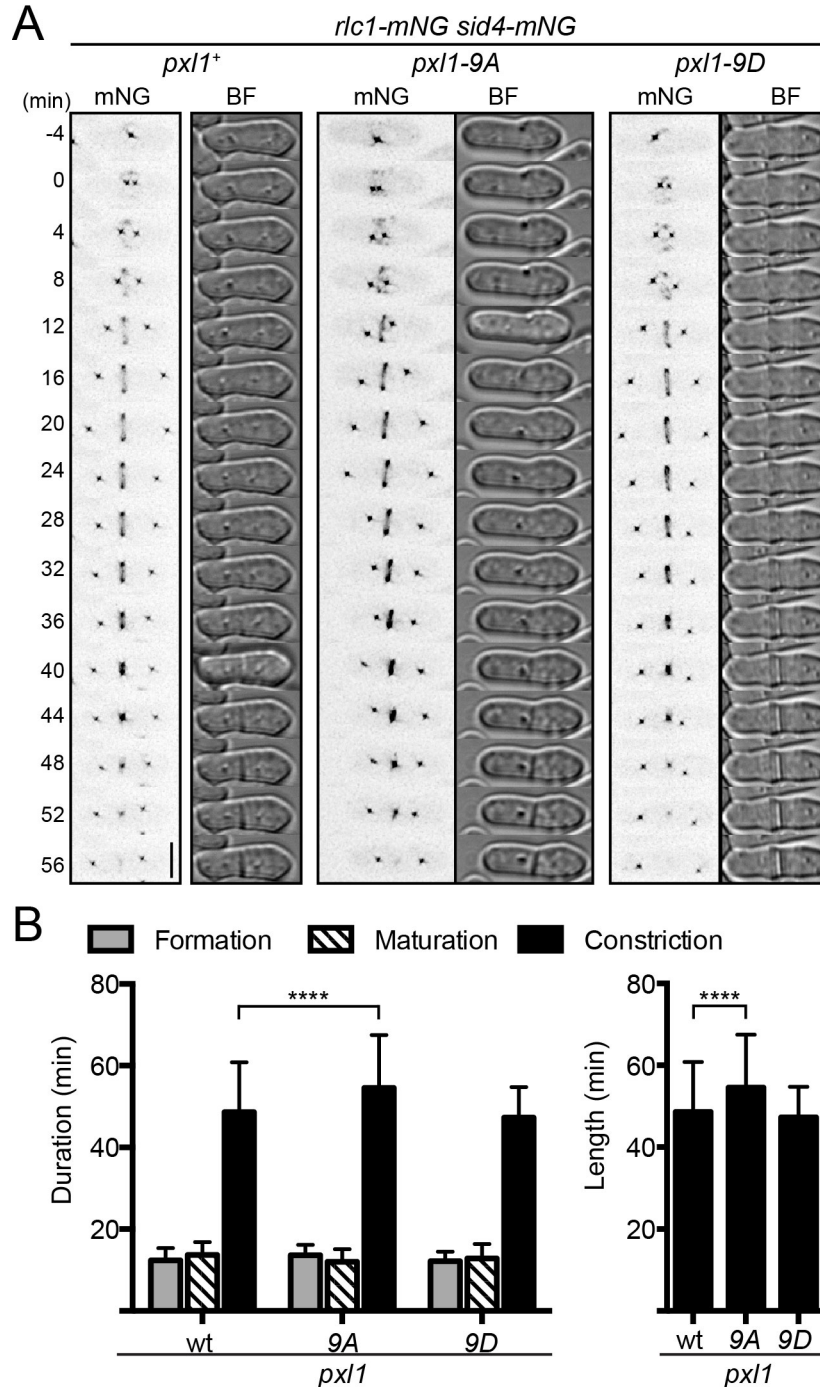 A
rlc1-mNG sid4-mNG
pxl1+ pxl1-9A pxl1-9D
(min) mNG BF mNG BF mNG BF
-4
0
4
8
12
16
20
24
28
32
36
40
44
48
52
56
B
Formation Maturation Constriction
Duration (min)
80
60
40
20
****
wt 9A 9D
pxl1
Length (min)
80
60
40
20
****
wt 9A 9D
pxl1